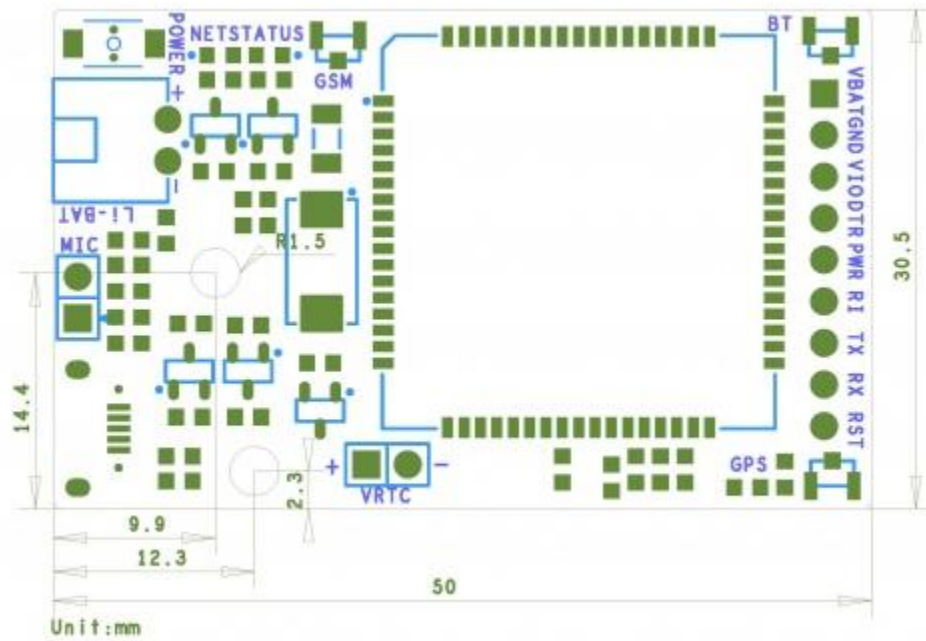 NETSTATUS
POWER
+
-
GSM
BT
VBAT
GND
VIO
DTR
PWR
RI
TX
RX
RST
Li-BAT
MIC
R1.5
30.5
14.4
2.3
+
-
VRTC
GPS
9.9
12.3
50
Unit:mm